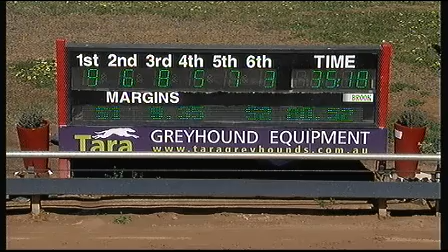 1st 2nd 3rd 4th 5th 6th TIME
9 6 8 5 7 3 35:18
MARGINS BROOK
Tara GREYHOUND EQUIPMENT
www.taragreyhounds.com.au